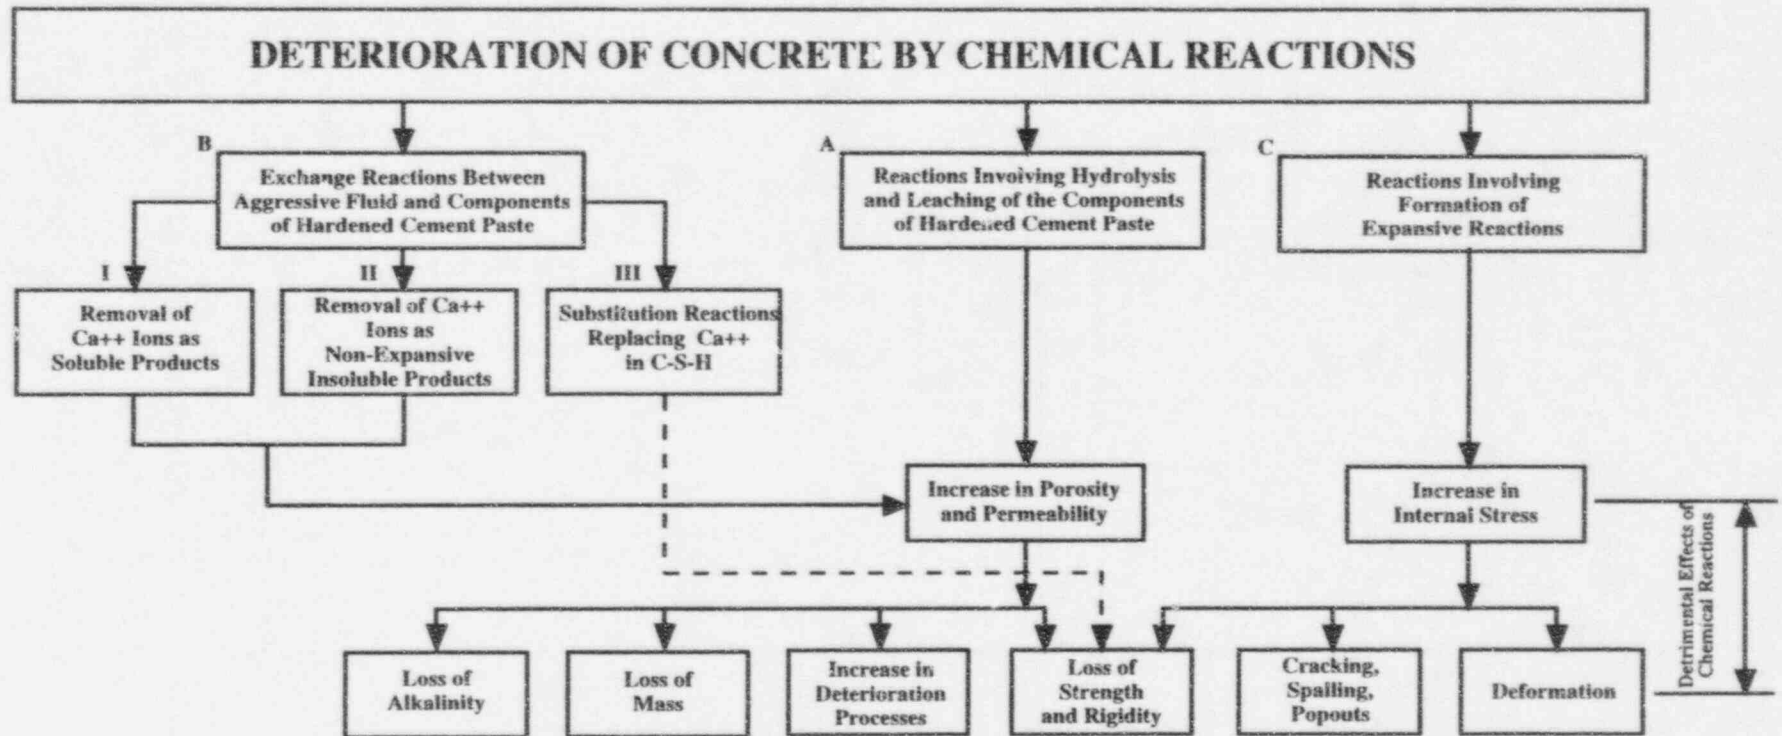 DETERIORATION OF CONCRETE BY CHEMICAL REACTIONS
B
Exchange Reactions Between
Aggressive Fluid and Components
of Hardened Cement Paste
A
Reactions Involving Hydrolysis
and Leaching of the Components
of Hardened Cement Paste
C
Reactions Involving
Formation of
Expansive Reactions
I
Removal of
Ca++ Ions as
Soluble Products
II
Removal of Ca++
Ions as
Non-Expansive
Insoluble Products
III
Substitution Reactions
Replacing Ca++
in C-S-H
Increase in Porosity
and Permeability
Increase in
Internal Stress
Detrimental Effects of
Chemical Reactions
Loss of
Alkalinity
Loss of
Mass
Increase in
Deterioration
Processes
Loss of
Strength
and Rigidity
Cracking,
Spalling,
Popouts
Deformation